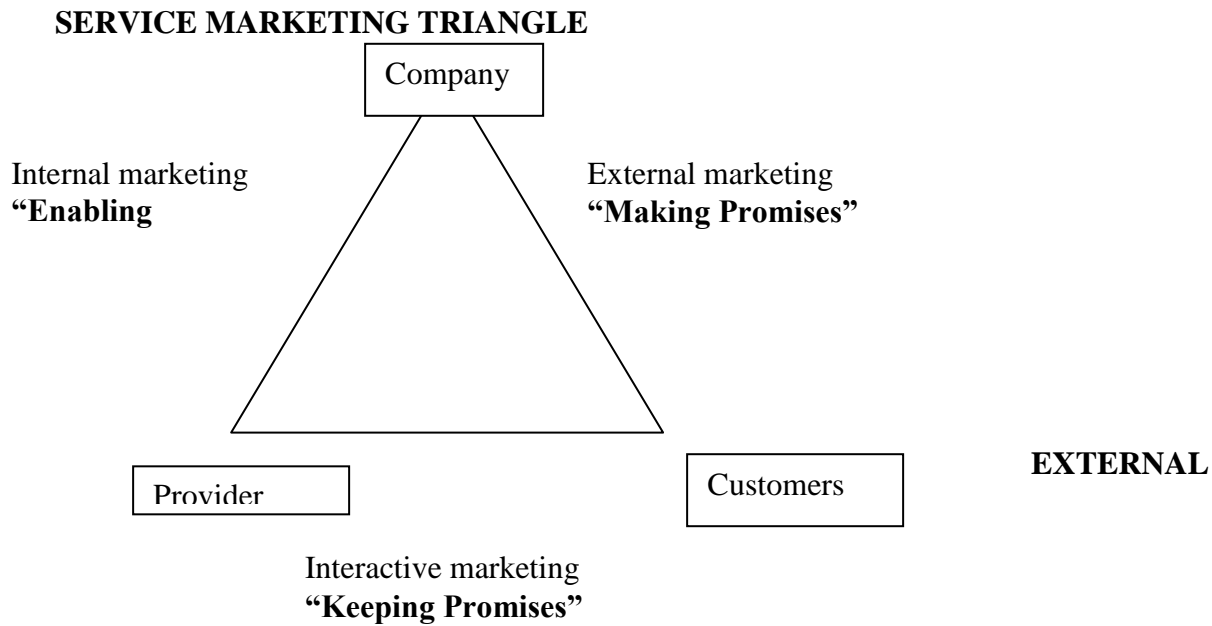 SERVICE MARKETING TRIANGLE
Company
Internal marketing
“Enabling
External marketing
“Making Promises”
Provider
Customers
EXTERNAL
Interactive marketing
“Keeping Promises”